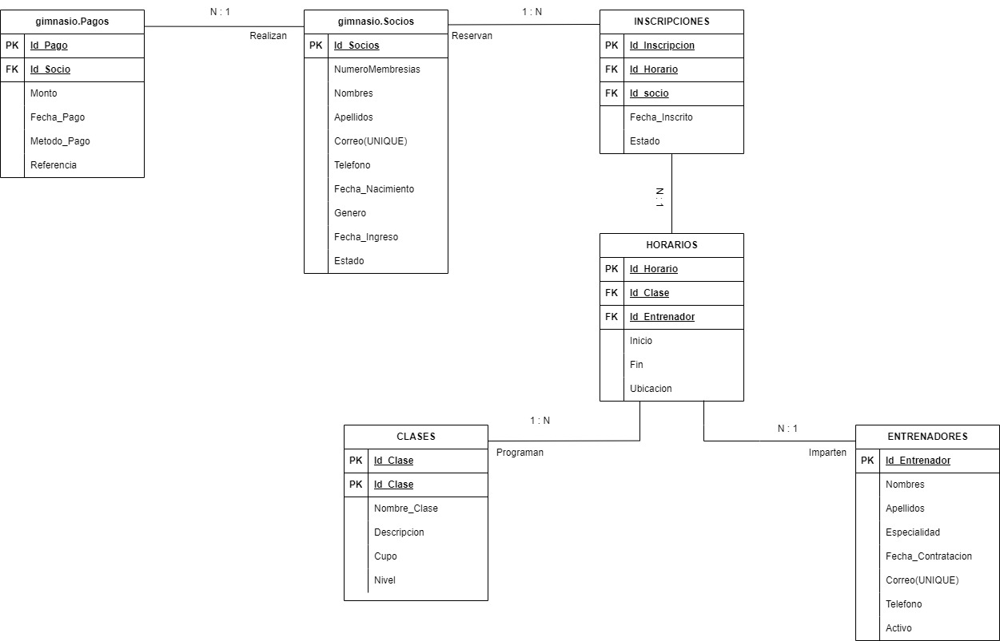 gimnasio.Pagos
PK Id_Pago
FK Id_Socio
Monto
Fecha_Pago
Metodo_Pago
Referencia
N : 1
Realizan
gimnasio.Socios
PK Id_Socios
NumeroMembresias
Nombres
Apellidos
Correo(UNIQUE)
Telefono
Fecha_Nacimiento
Genero
Fecha_Ingreso
Estado
1 : N
Reservan
INSCRIPCIONES
PK Id_Inscripcion
FK Id_Horario
FK Id_socio
Fecha_Inscrito
Estado
N : 1
HORARIOS
PK Id_Horario
FK Id_Clase
FK Id_Entrenador
Inicio
Fin
Ubicacion
1 : N
Programan
CLASES
PK Id_Clase
PK Id_Clase
Nombre_Clase
Descripcion
Cupo
Nivel
N : 1
Imparten
ENTRENADORES
PK Id_Entrenador
Nombres
Apellidos
Especialidad
Fecha_Contratacion
Correo(UNIQUE)
Telefono
Activo